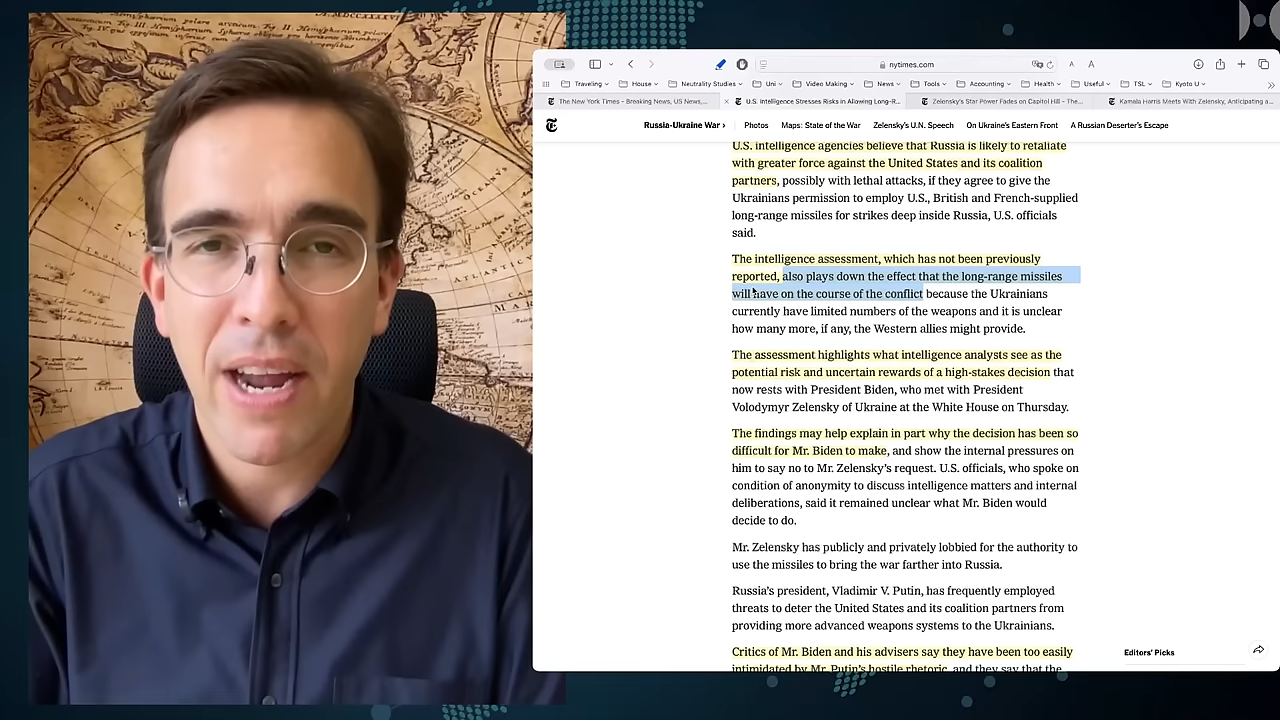 nytimes.com
A A
Traveling House Neutrality Studies Uni Video Making News Tools Accounting Health Useful TSL Kyoto U
The New York Times - Breaking News, US News,... U.S. Intelligence Stresses Risks in Allowing Long-R... Zelensky's Star Power Fades on Capitol Hill - The... Kamala Harris Meets With Zelensky, Anticipating a...
Russia-Ukraine War › Photos Maps: State of the War Zelensky's U.N. Speech On Ukraine's Eastern Front A Russian Deserter's Escape
U.S. intelligence agencies believe that Russia is likely to retaliate
with greater force against the United States and its coalition
partners, possibly with lethal attacks, if they agree to give the
Ukrainians permission to employ U.S., British and French-supplied
long-range missiles for strikes deep inside Russia, U.S. officials
said.
The intelligence assessment, which has not been previously
reported, also plays down the effect that the long-range missiles
will have on the course of the conflict because the Ukrainians
currently have limited numbers of the weapons and it is unclear
how many more, if any, the Western allies might provide.
The assessment highlights what intelligence analysts see as the
potential risk and uncertain rewards of a high-stakes decision that
now rests with President Biden, who met with President
Volodymyr Zelensky of Ukraine at the White House on Thursday.
The findings may help explain in part why the decision has been so
difficult for Mr. Biden to make, and show the internal pressures on
him to say no to Mr. Zelensky's request. U.S. officials, who spoke on
condition of anonymity to discuss intelligence matters and internal
deliberations, said it remained unclear what Mr. Biden would
decide to do.
Mr. Zelensky has publicly and privately lobbied for the authority to
use the missiles to bring the war farther into Russia.
Russia's president, Vladimir V. Putin, has frequently employed
threats to deter the United States and its coalition partners from
providing more advanced weapons systems to the Ukrainians.
Critics of Mr. Biden and his advisers say they have been too easily
intimidated by Mr. Putin's hostile rhetoric, and they say that the
Editors' Picks